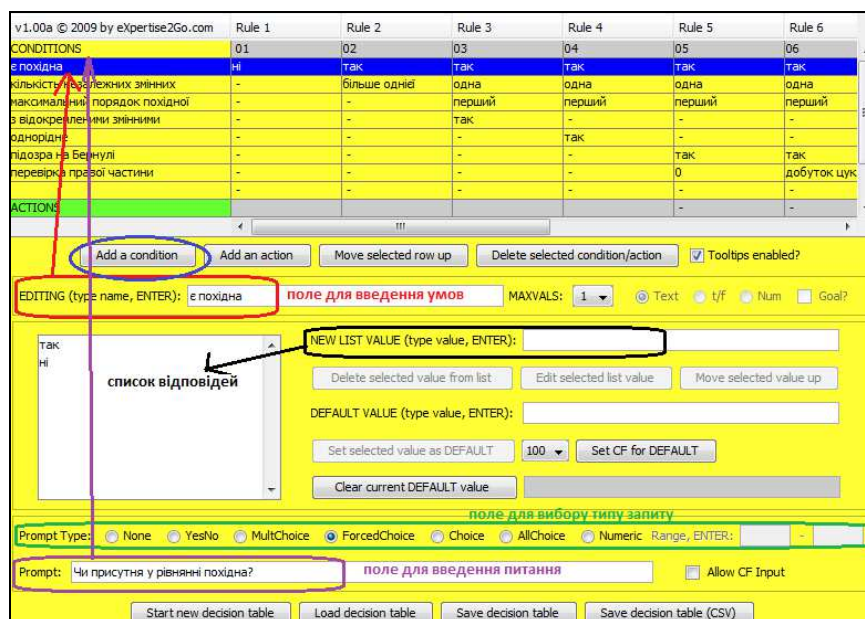 v1.00a © 2009 by eXpertise2Go.com Rule 1 Rule 2 Rule 3 Rule 4 Rule 5 Rule 6
CONDITIONS 01 02 03 04 05 06
є похідна ні так так так так так
кількість незалежних змінних - більше однієї одна одна одна одна
максимальний порядок похідної - - перший перший перший перший
з відокремленими змінними - - так - - -
однорідне - - - так - -
підозра на Бернулі - - - - так так
перевірка правої частини - - - - 0 добуток цук
- - - - - -
ACTIONS - -
Add a condition Add an action Move selected row up Delete selected condition/action Tooltips enabled?
EDITING (type name, ENTER): є похідна поле для введення умов MAXVALS: 1 Text t/f Num Goal?
так
ні
список відповідей
NEW LIST VALUE (type value, ENTER):
Delete selected value from list Edit selected list value Move selected value up
DEFAULT VALUE (type value, ENTER):
Set selected value as DEFAULT 100 Set CF for DEFAULT
Clear current DEFAULT value
поле для вибору типу запиту
Prompt Type: None YesNo MultChoice ForcedChoice Choice AllChoice Numeric Range, ENTER: -
Prompt: Чи присутня у рівнянні похідна? поле для введення питання Allow CF Input
Start new decision table Load decision table Save decision table Save decision table (CSV)